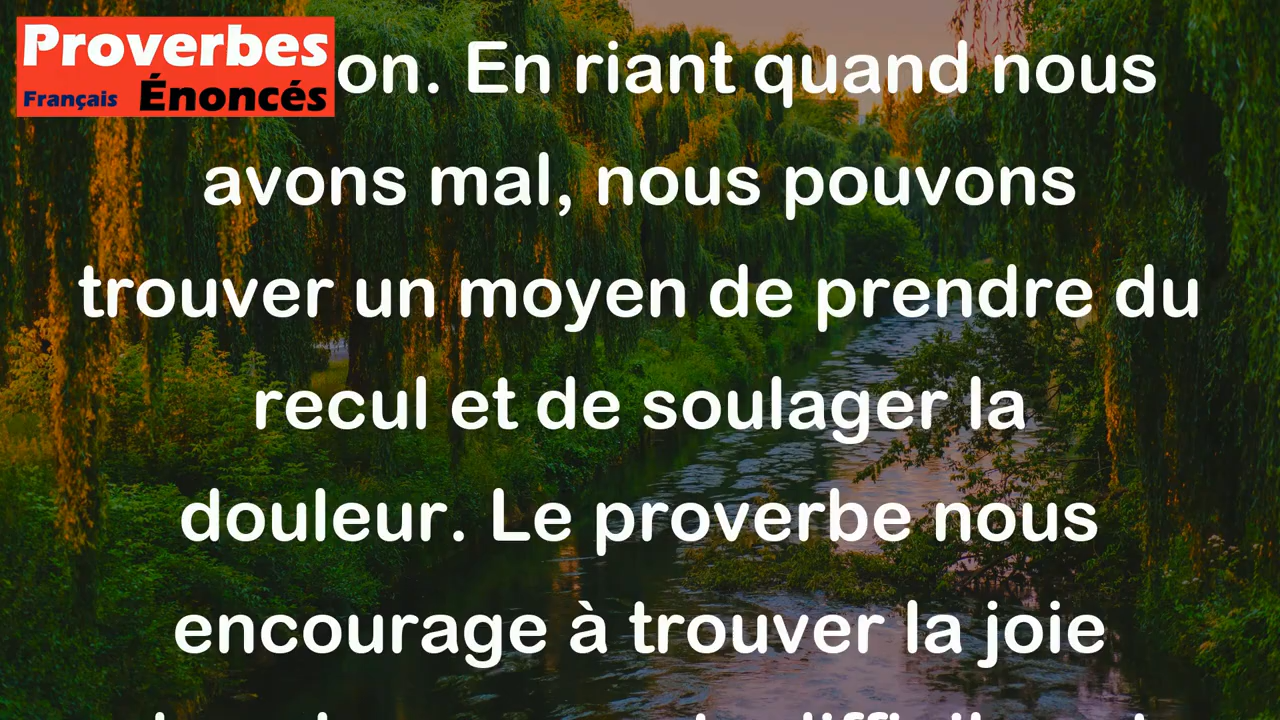 Proverbes
Français Énoncés
on. En riant quand nous
avons mal, nous pouvons
trouver un moyen de prendre du
recul et de soulager la
douleur. Le proverbe nous
encourage à trouver la joie